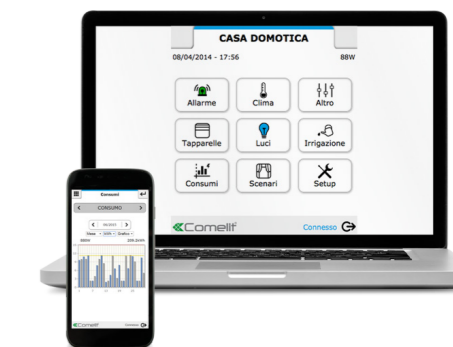 CASA DOMOTICA
08/04/2014 - 17:56 88W
Allarme Clima Altro
Tapparelle Luci Irrigazione
Consumi Scenari Setup
Comelit Connesso
Consumi
CONSUMO
Comelit